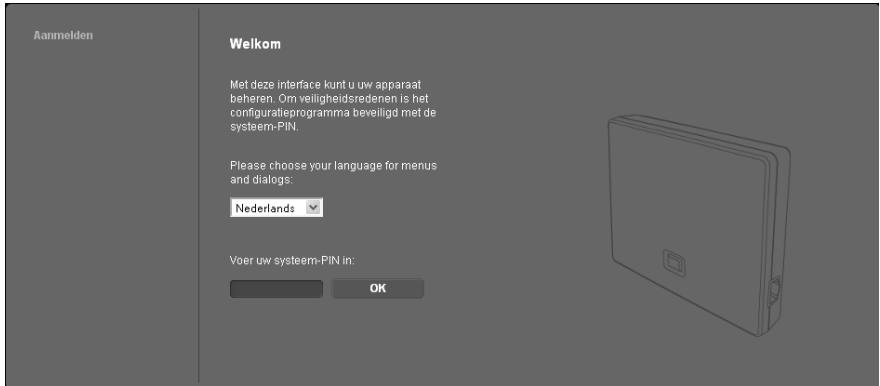 Aanmelden
Welkom
Met deze interface kunt u uw apparaat
beheren. Om veiligheidsredenen is het
configuratieprogramma beveiligd met de
systeem-PIN.
Please choose your language for menus
and dialogs:
Nederlands
Voer uw systeem-PIN in:
OK